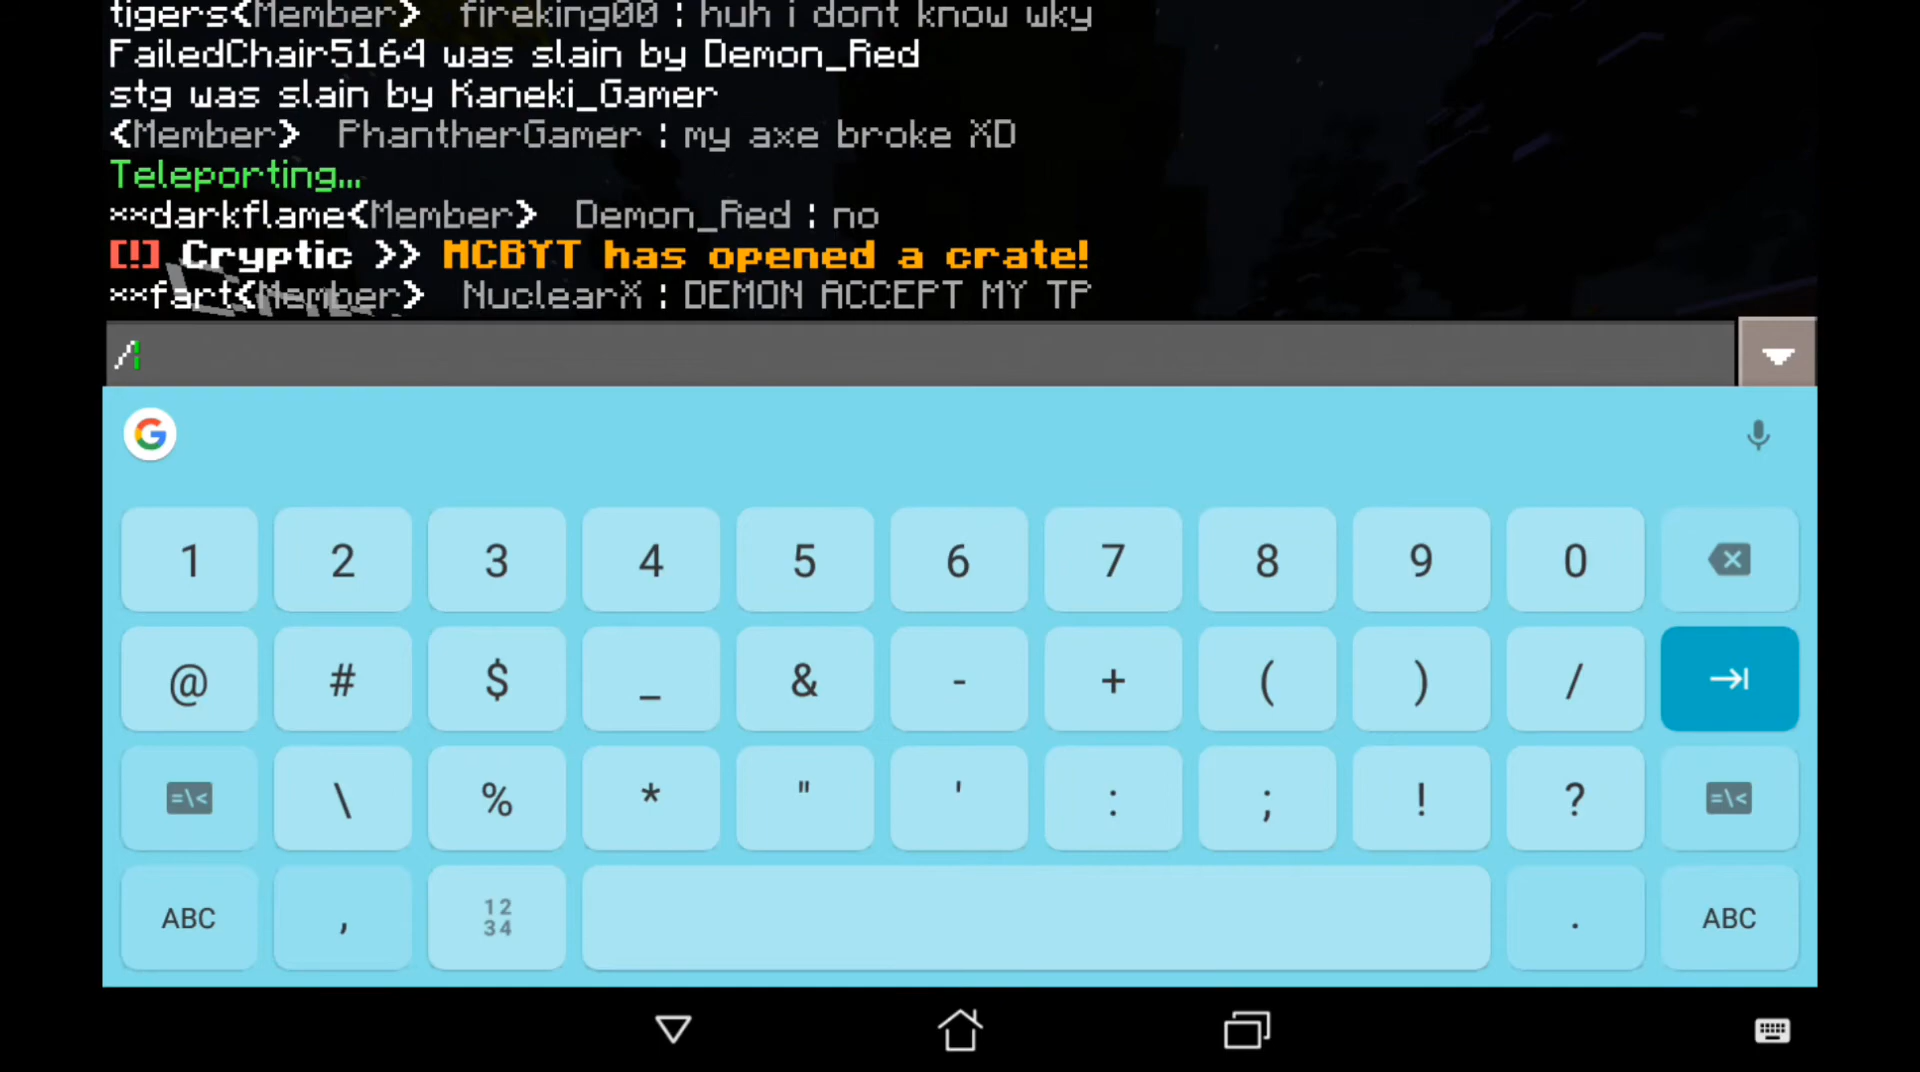 tigers<Member> fireking00 : huh i dont know wky
FailedChair5164 was slain by Demon_Red
stg was slain by Kaneki_Gamer
<Member> PhantherGamer : my axe broke XD
Teleporting...
**darkflame<Member> Demon_Red : no
[!] Cryptic >> MCBYT has opened a crate!
**fart<Member> NuclearX : DEMON ACCEPT MY TP
/
G
1 2 3 4 5 6 7 8 9 0
@ # $ _ & - + ( ) /
=\< \ % * " ' : ; ! ? =\<
ABC , 12 34 . ABC